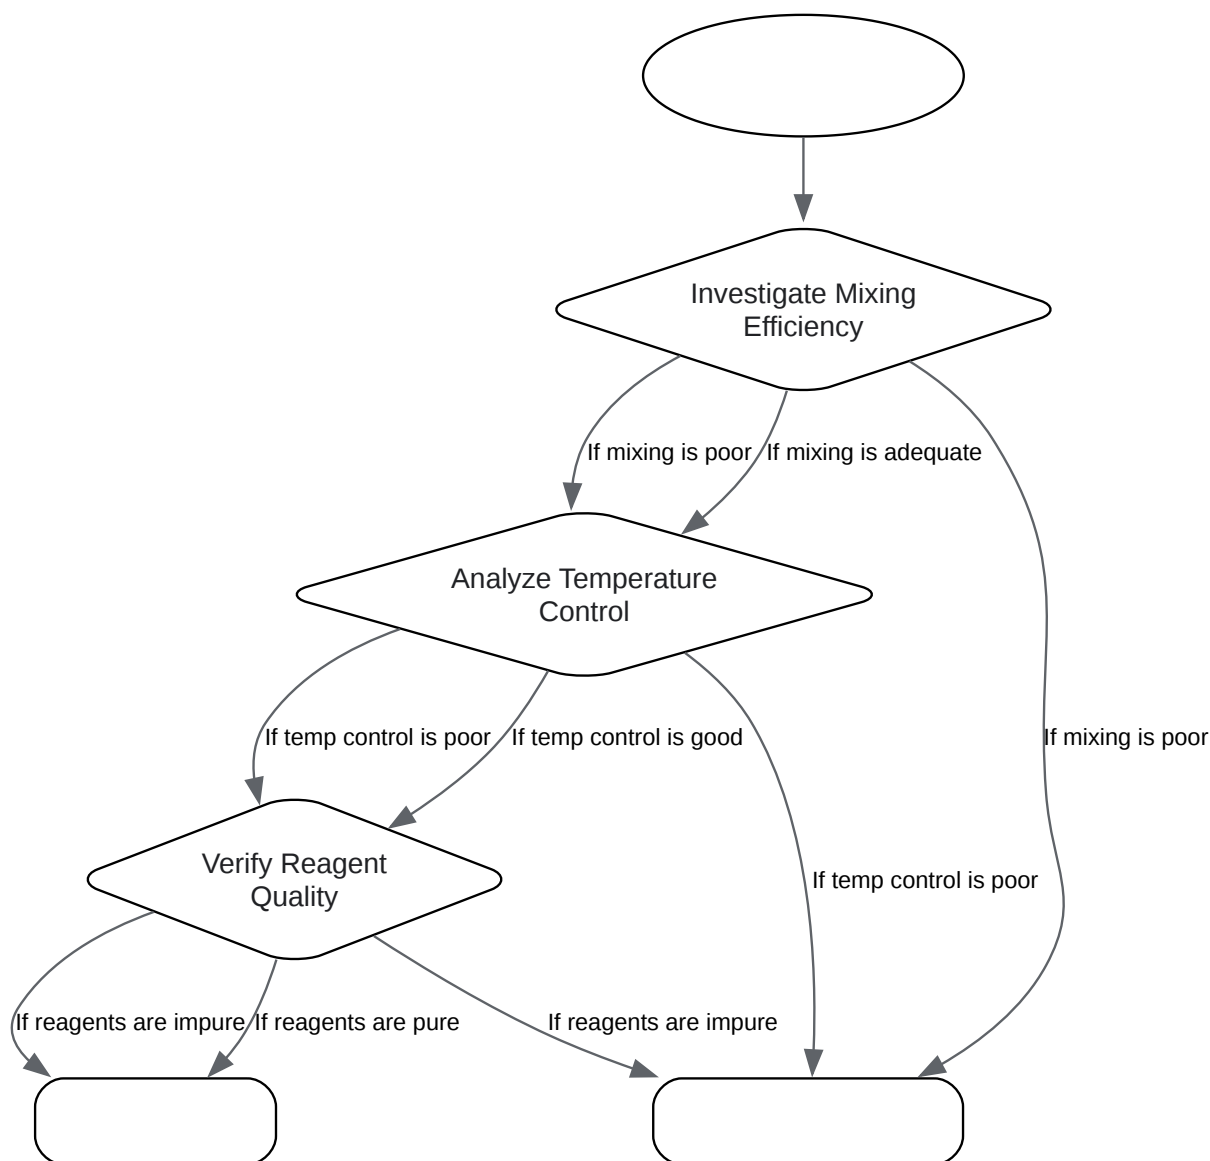 Investigate Mixing
Efficiency
If mixing is poor
If mixing is adequate
Analyze Temperature
Control
If temp control is poor
If temp control is good
If mixing is poor
Verify Reagent
Quality
If temp control is poor
If reagents are impure
If reagents are pure
If reagents are impure